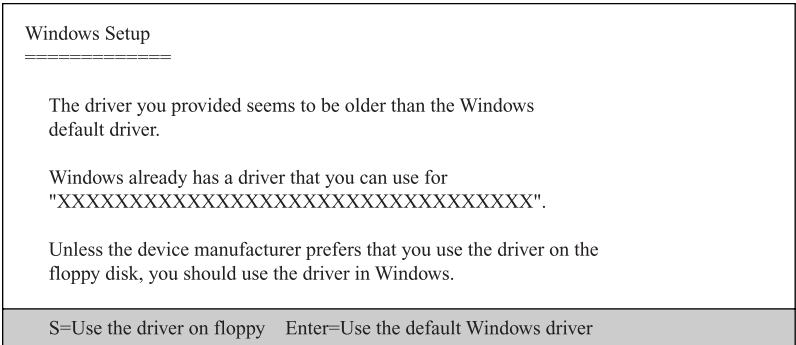 Windows Setup
=============
The driver you provided seems to be older than the Windows
default driver.
Windows already has a driver that you can use for
"XXXXXXXXXXXXXXXXXXXXXXXXXXXXXXXXX".
Unless the device manufacturer prefers that you use the driver on the
floppy disk, you should use the driver in Windows.
S=Use the driver on floppy    Enter=Use the default Windows driver